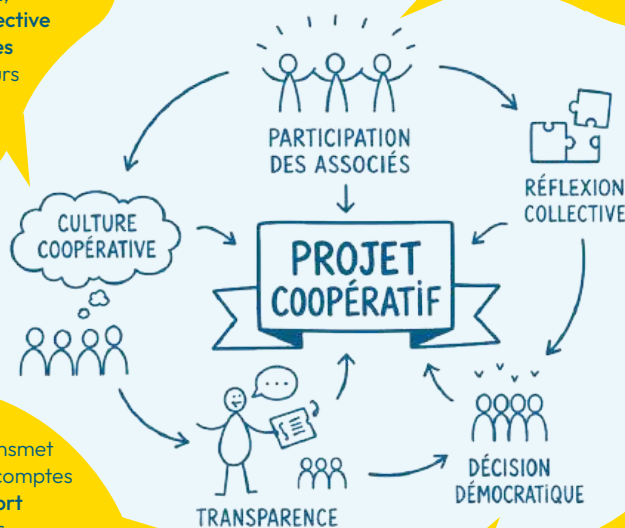 ective
es
urs
PARTICIPATION
DES ASSOCIÉS
RÉFLEXION
COLLECTIVE
CULTURE
COOPÉRATIVE
PROJET
COOPÉRATIF
nsmet
comptes
ort
TRANSPARENCE
DÉCISION
DÉMOCRATIQUE